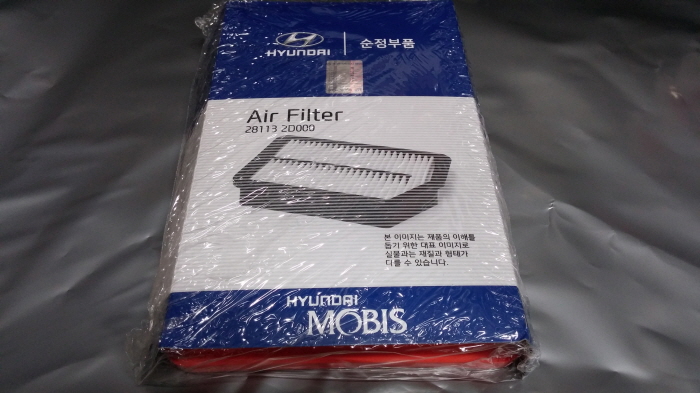 HYUNDAI
순정부품
Air Filter
28113 2D000
본 이미지는 제품의 이해를
돕기 위한 대표 이미지로
실물과는 재질과 형태가
다를 수 있습니다.
HYUNDAI
MOBIS